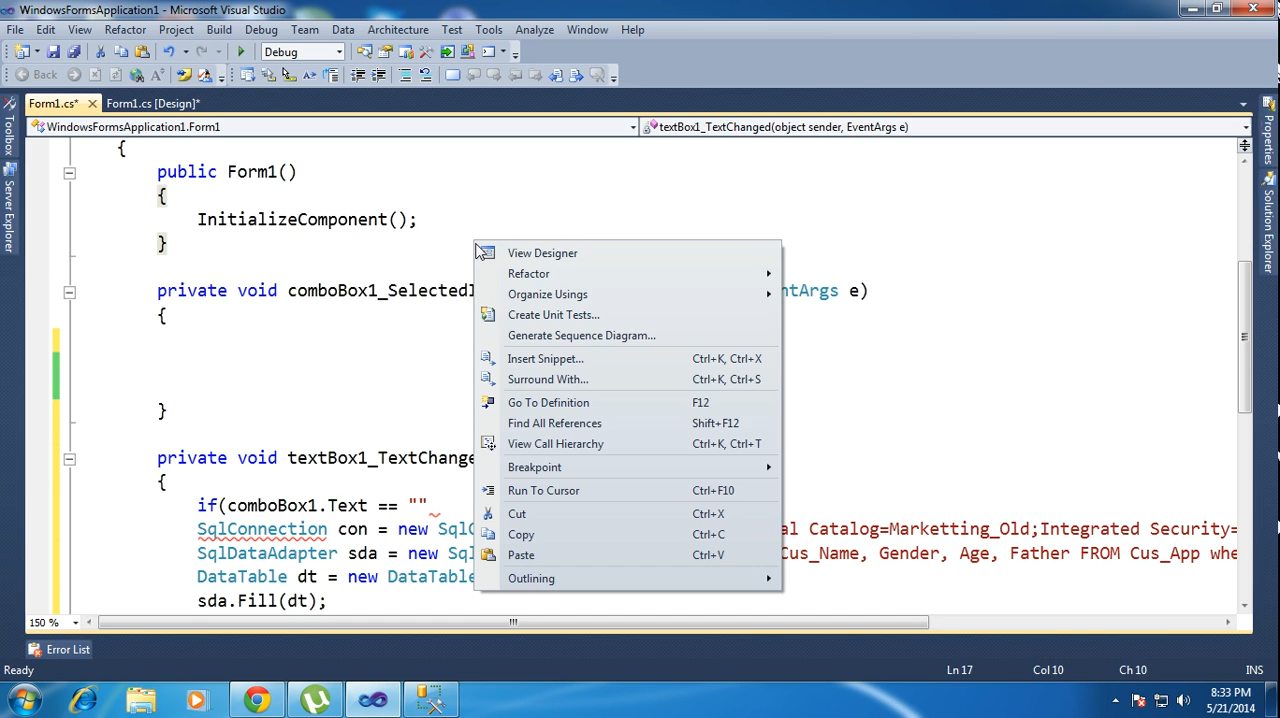 WindowsFormsApplication1 - Microsoft Visual Studio
File Edit View Refactor Project Build Debug Team Data Architecture Test Tools Analyze Window Help
Debug
Back
Form1.cs* Form1.cs [Design]*
Toolbox
Server Explorer
Properties
Solution Explorer
WindowsFormsApplication1.Form1 textBox1_TextChanged(object sender, EventArgs e)
{
public Form1()
{
InitializeComponent();
}
private void comboBox1_SelectedI ntArgs e)
{
}
private void textBox1_TextChange
{
if(comboBox1.Text == ""
SqlConnection con = new SqlC al Catalog=Marketting_Old;Integrated Security=
SqlDataAdapter sda = new Sql Cus_Name, Gender, Age, Father FROM Cus_App whe
DataTable dt = new DataTable
sda.Fill(dt);
View Designer
Refactor
Organize Usings
Create Unit Tests...
Generate Sequence Diagram...
Insert Snippet... Ctrl+K, Ctrl+X
Surround With... Ctrl+K, Ctrl+S
Go To Definition F12
Find All References Shift+F12
View Call Hierarchy Ctrl+K, Ctrl+T
Breakpoint
Run To Cursor Ctrl+F10
Cut Ctrl+X
Copy Ctrl+C
Paste Ctrl+V
Outlining
150 %
Error List
Ready Ln 17 Col 10 Ch 10 INS
8:33 PM
5/21/2014